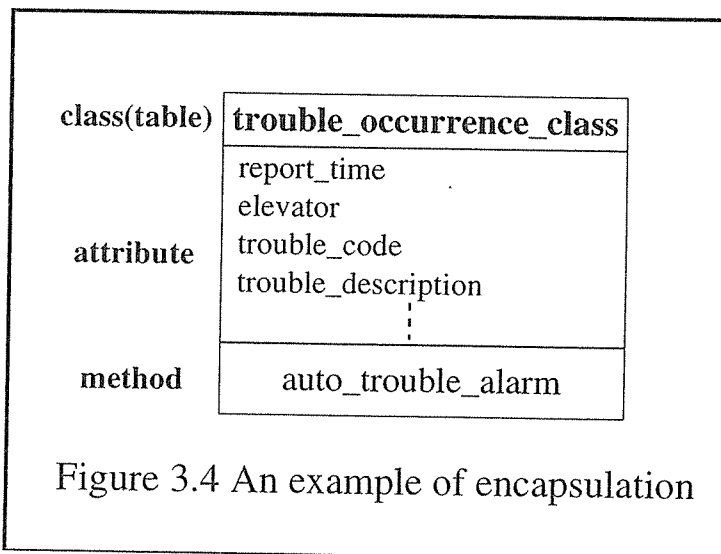 class(table) trouble_occurrence_class
report_time
elevator
attribute
trouble_code
trouble_description
method auto_trouble_alarm
Figure 3.4 An example of encapsulation